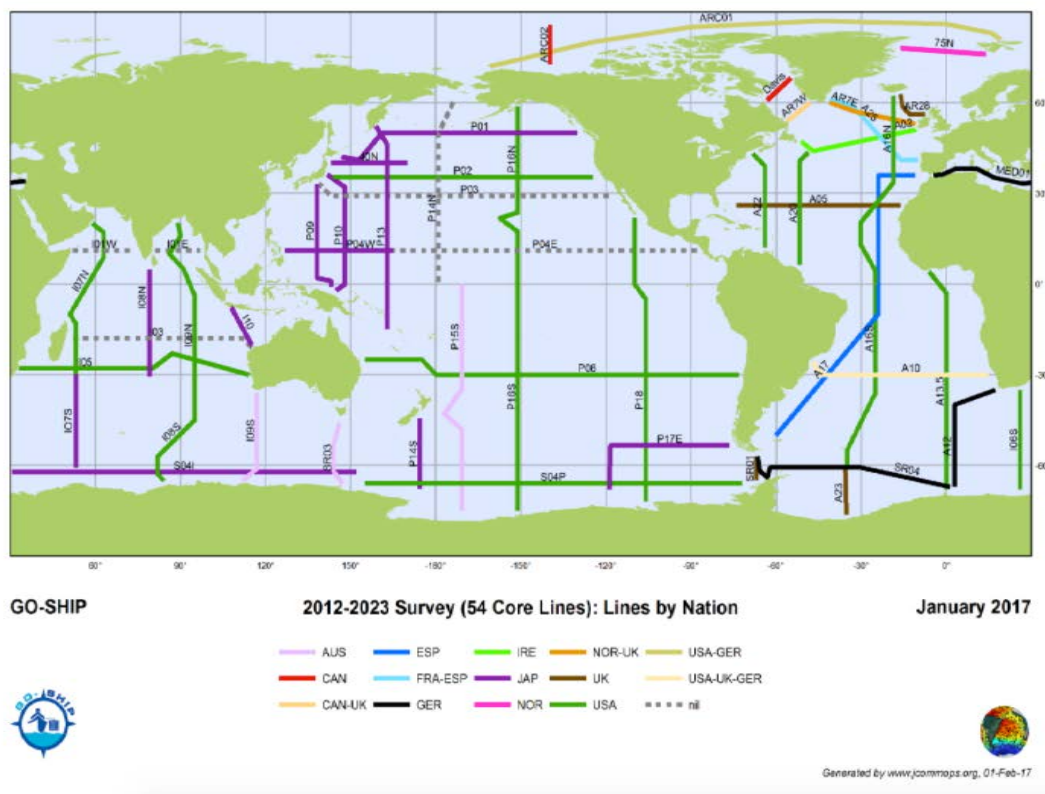 ARC01
ARC02
75N
Davis
AR7W
AR7E
A25
AR28
60
P01
A02
A16N
P16N
P02
MED01
P03
P14N
A22
A20
A05
P09
P10
P13
I01W
I01E
P04W
P04E
I07N
I08N
0°
I10
I03
I09N
P15S
A16S
I05
P06
A17
A10
-30
P16S
P18
A13.5
IO7S
I08S
I09S
SR03
P14S
P17E
A12
I06S
S04I
S04P
SR01
SR04
-60
A23
60° 90° 120° 150° -180° -150° -120° -90° -60° -30° 0°
GO-SHIP 2012-2023 Survey (54 Core Lines): Lines by Nation January 2017
AUS ESP IRE NOR-UK USA-GER
CAN FRA-ESP JAP UK USA-UK-GER
CAN-UK GER NOR USA nil
GO-SHIP
Generated by www.jcommops.org, 01-Feb-17